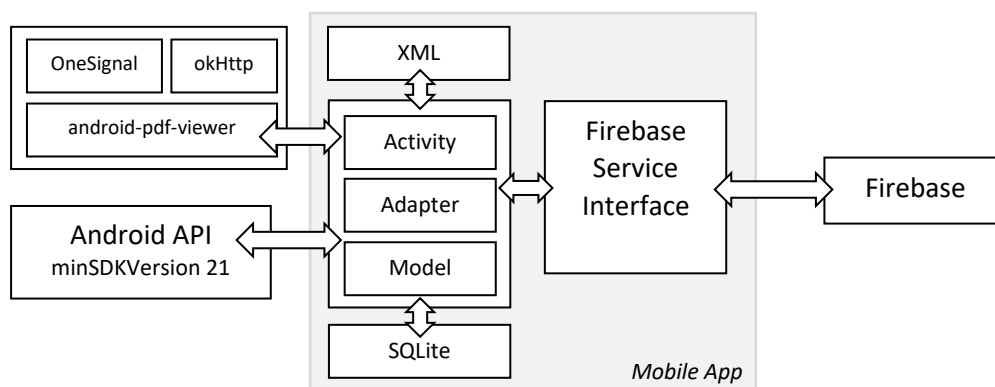 OneSignal
okHttp
android-pdf-viewer
Android API
minSDKVersion 21
XML
Activity
Adapter
Model
SQLite
Firebase
Service
Interface
Mobile App
Firebase